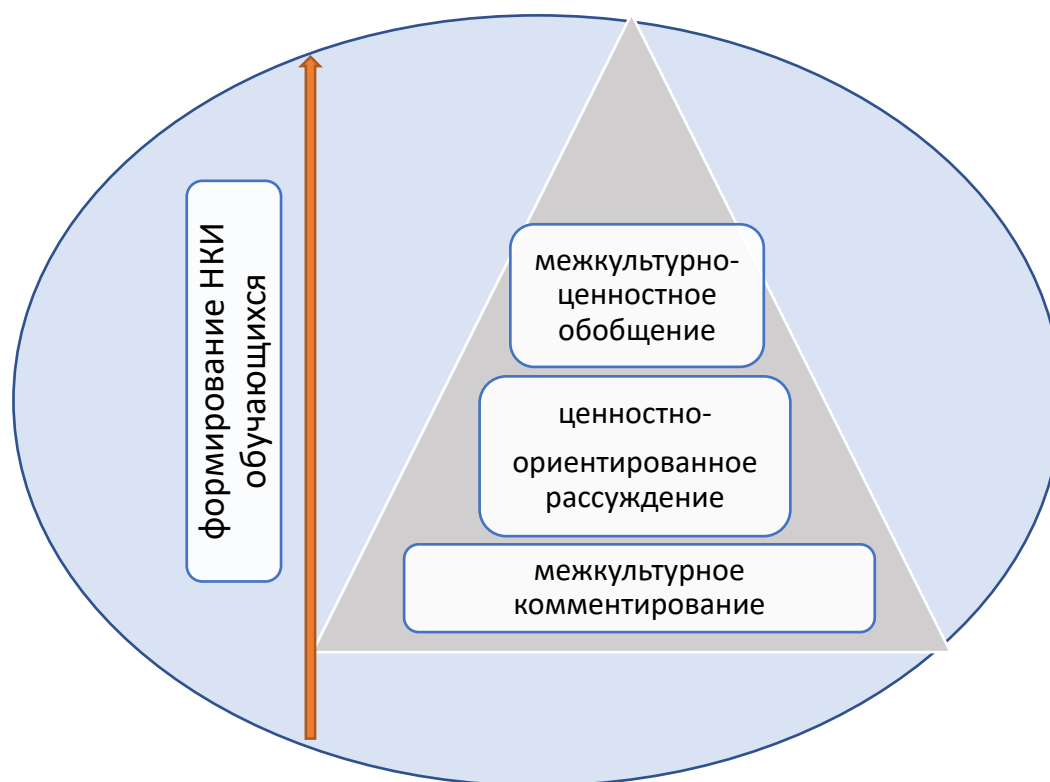 формирование НКИ
обучающихся
межкультурно-
ценностное
обобщение
ценностно-
ориентированное
рассуждение
межкультурное
комментирование